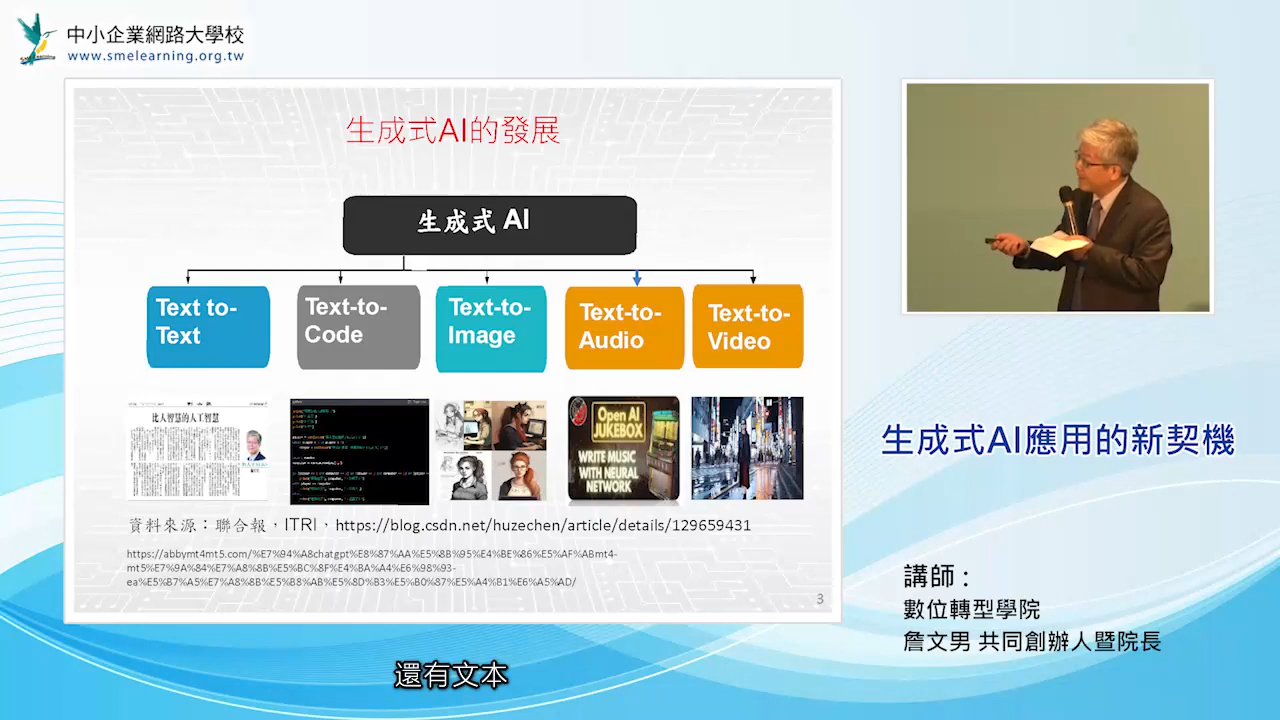 中小企業網路大學校
www.smelearning.org.tw
生成式AI的發展
生成式 AI
Text to-
Text
Text-to-
Code
Text-to-
Image
Text-to-
Audio
Text-to-
Video
比人智慧的人工智慧
Open AI
JUKEBOX
WRITE MUSIC
WITH NEURAL
NETWORK
資料來源：聯合報，ITRI，https://blog.csdn.net/huzechen/article/details/129659431
https://abbymt4mt5.com/%E7%94%A8chatgpt%E8%87%AA%E5%8B%95%E4%BE%86%E5%AF%ABmt4-
mt5%E7%9A%84%E7%A8%8B%E5%BC%8F%E4%BA%A4%E6%98%93-
ea%E5%B7%A5%E7%A8%8B%E5%B8%AB%E5%8D%B3%E5%B0%87%E5%A4%B1%E6%A5%AD/
3
生成式AI應用的新契機
講師：
數位轉型學院
詹文男 共同創辦人暨院長
還有文本